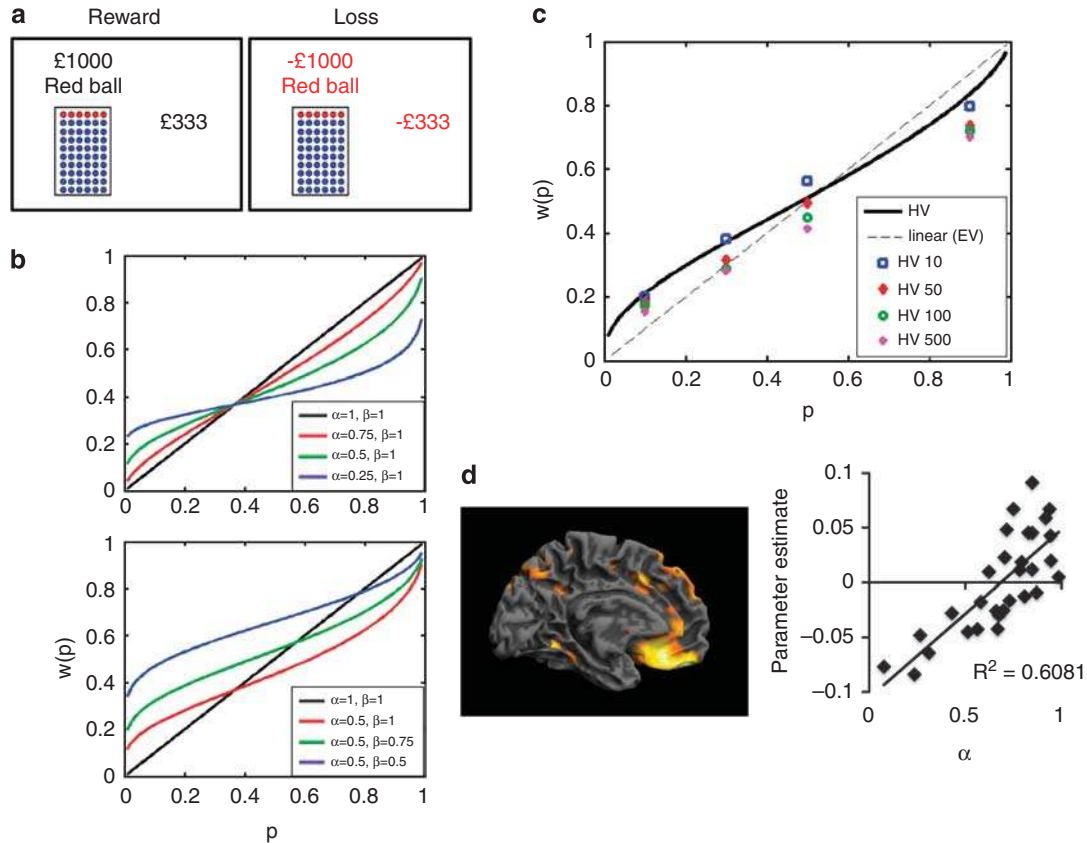 a
Reward
Loss
£1000
Red ball
£333
-£1000
Red ball
-£333
b
1
0.8
0.6
0.4
0.2
0
0 0.2 0.4 0.6 0.8 1
α=1, β=1
α=0.75, β=1
α=0.5, β=1
α=0.25, β=1
w(p)
1
0.8
0.6
0.4
0.2
0
0 0.2 0.4 0.6 0.8 1
α=1, β=1
α=0.5, β=1
α=0.5, β=0.75
α=0.5, β=0.5
p
c
w(p)
1
0.8
0.6
0.4
0.2
0
0 0.2 0.4 0.6 0.8 1
HV
linear (EV)
HV 10
HV 50
HV 100
HV 500
p
d
Parameter estimate
0.1
0.05
0
−0.05
−0.1
R² = 0.6081
0 0.5 1
α